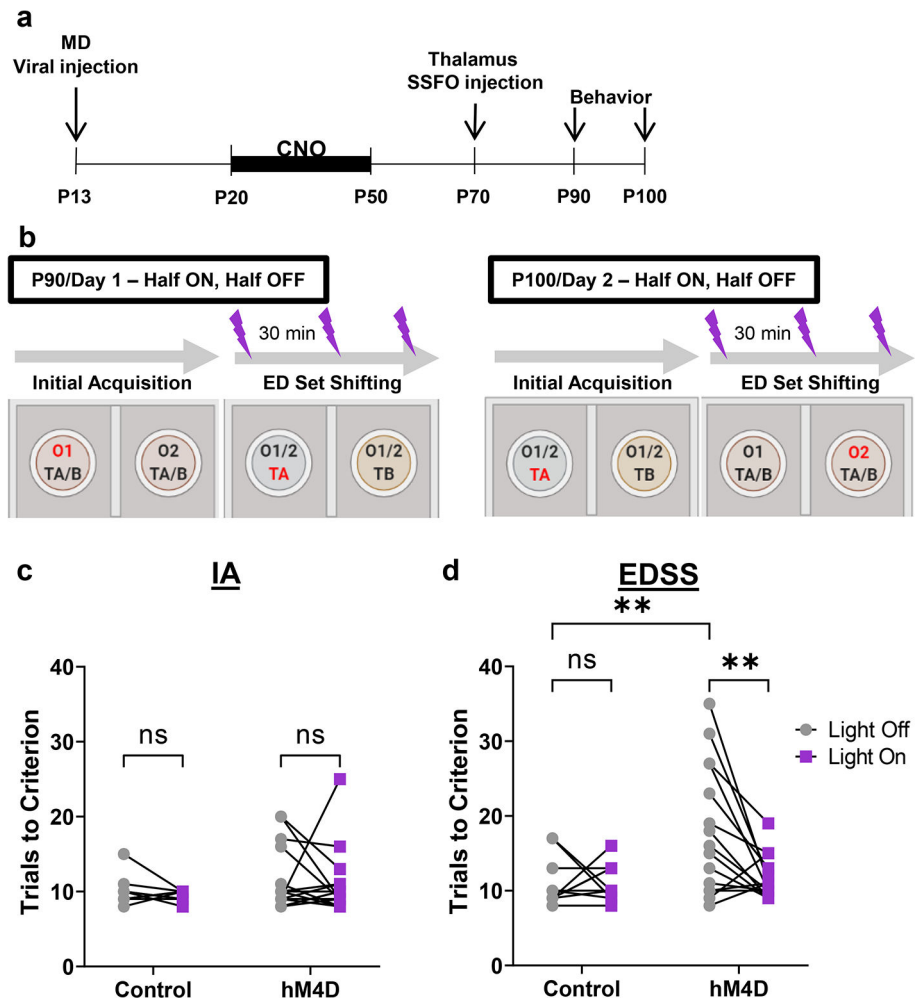 a
MD
Viral injection
Thalamus
SSFO injection
Behavior
CNO
P13
P20
P50
P70
P90
P100
b
P90/Day 1 – Half ON, Half OFF
P100/Day 2 – Half ON, Half OFF
30 min
30 min
Initial Acquisition
ED Set Shifting
Initial Acquisition
ED Set Shifting
O1
TA/B
O2
TA/B
O1/2
TA
O1/2
TB
O1/2
TA
O1/2
TB
O1
TA/B
O2
TA/B
c
IA
40
30
20
10
0
Trials to Criterion
ns
ns
Control
hM4D
d
EDSS
**
ns
**
40
30
20
10
0
Trials to Criterion
Control
hM4D
Light Off
Light On